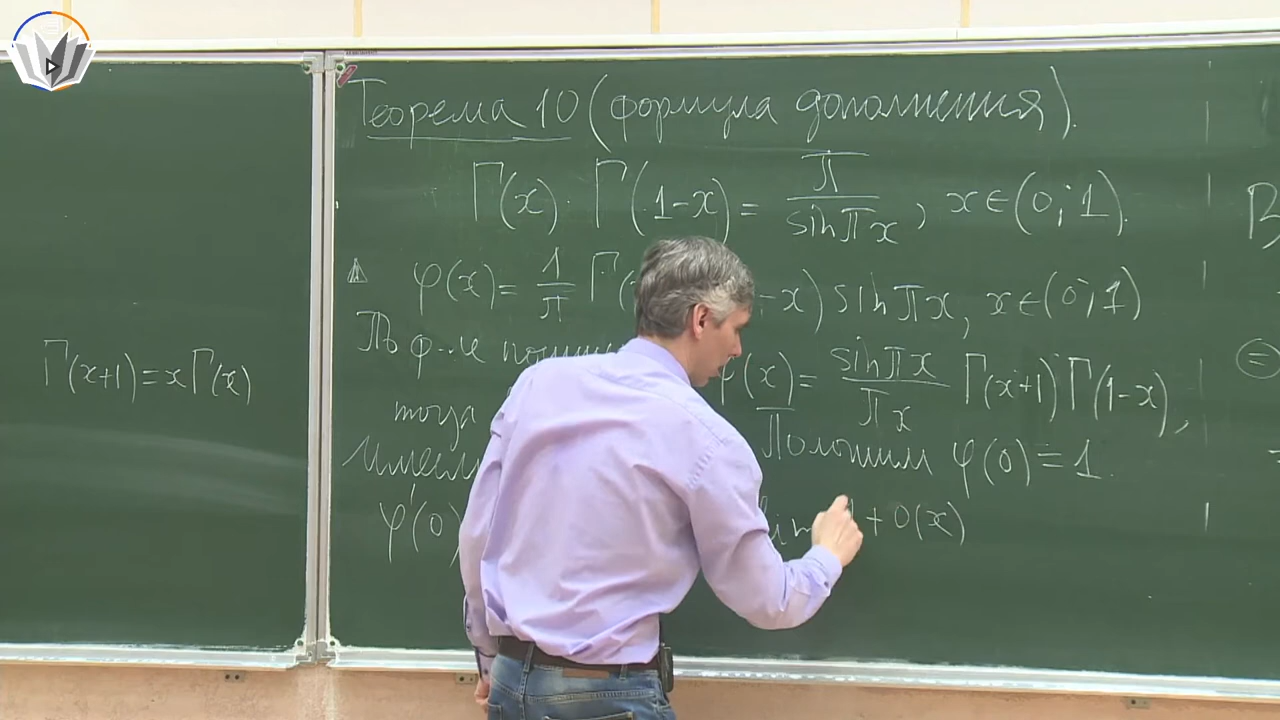 Γ(x+1)=xΓ(x)
Теорема 10 (формула дополнения).
Γ(x)·Γ(1-x)= π/sin πx, x∈(0;1).
φ(x)= 1/π Γ( -x) sin πx, x∈(0;1)
По ф-ле φ(x)= sin πx/πx Γ(x+1)Γ(1-x),
тогда Положим φ(0)=1.
φ'(0) lim + o(x)
В
=